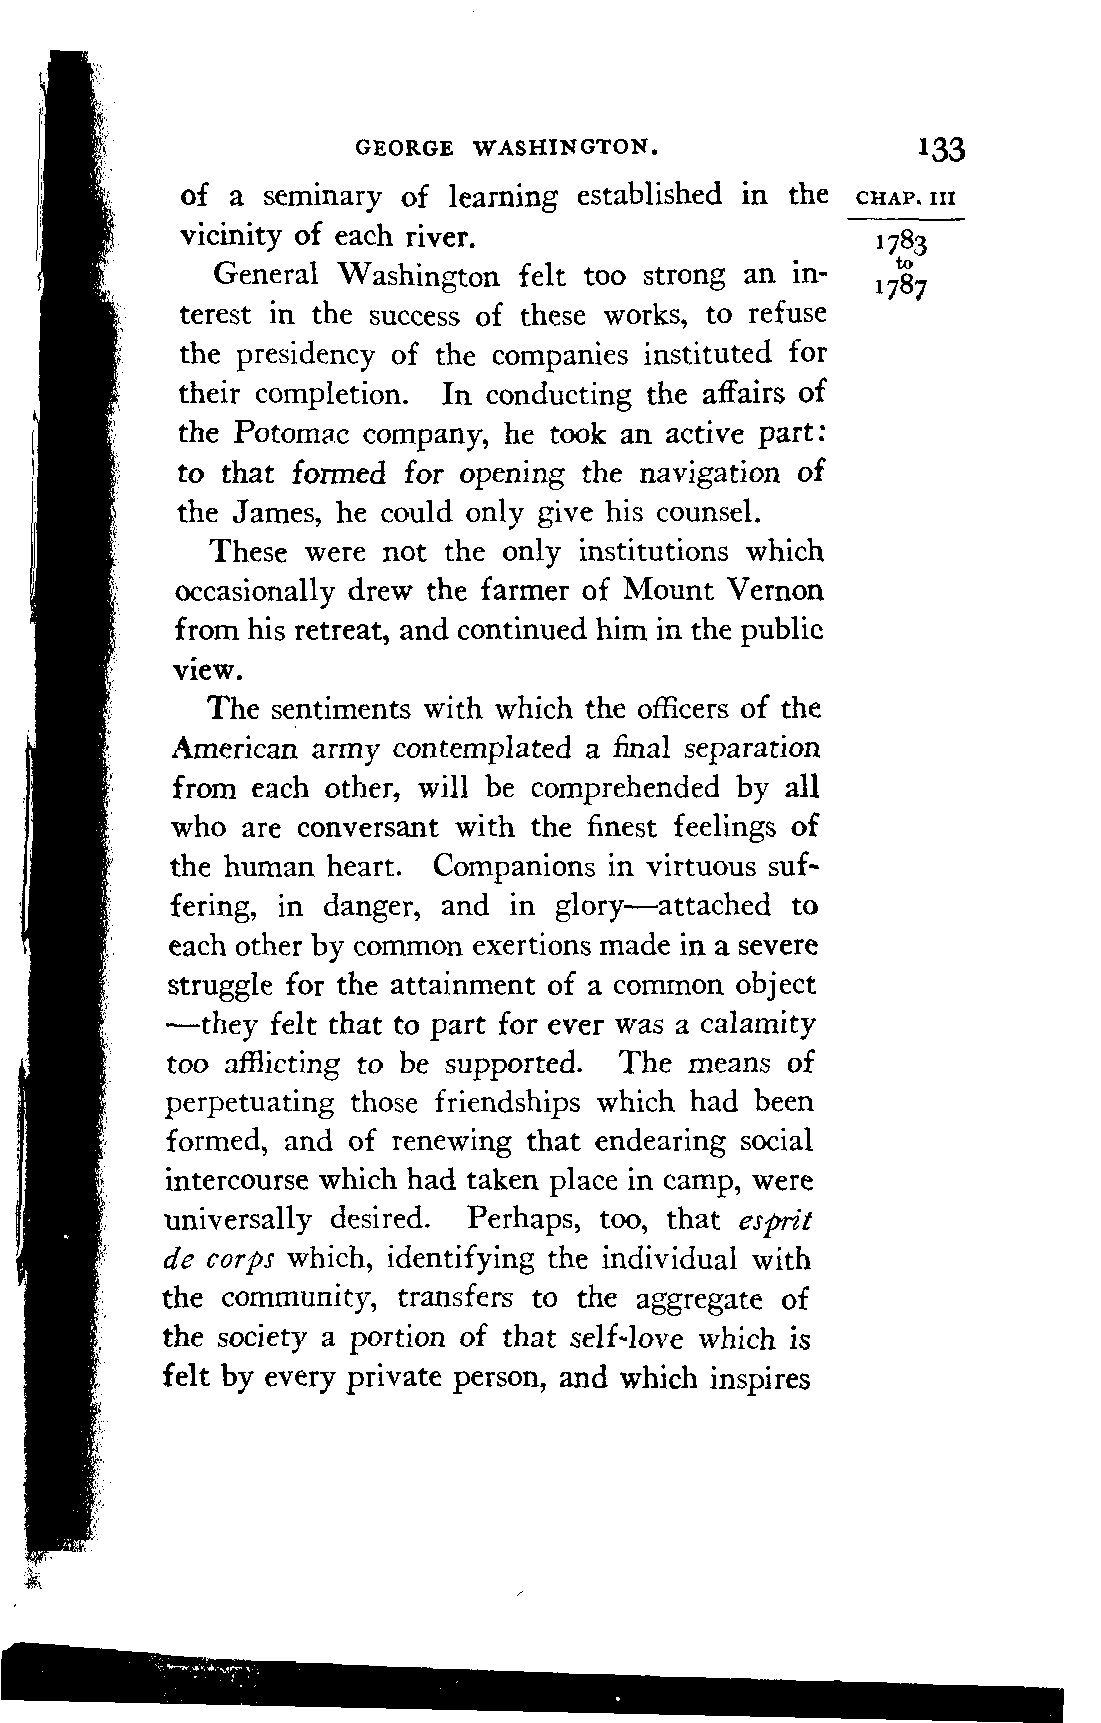 GEORGE WASHINGTON. 133
of a seminary of learning established in the
vicinity of each river.
CHAP. III
1783
to
1787
General Washington felt too strong an in-
terest in the success of these works, to refuse
the presidency of the companies instituted for
their completion. In conducting the affairs of
the Potomac company, he took an active part:
to that formed for opening the navigation of
the James, he could only give his counsel.
These were not the only institutions which
occasionally drew the farmer of Mount Vernon
from his retreat, and continued him in the public
view.
The sentiments with which the officers of the
American army contemplated a final separation
from each other, will be comprehended by all
who are conversant with the finest feelings of
the human heart. Companions in virtuous suf-
fering, in danger, and in glory—attached to
each other by common exertions made in a severe
struggle for the attainment of a common object
—they felt that to part for ever was a calamity
too afflicting to be supported. The means of
perpetuating those friendships which had been
formed, and of renewing that endearing social
intercourse which had taken place in camp, were
universally desired. Perhaps, too, that esprit
de corps which, identifying the individual with
the community, transfers to the aggregate of
the society a portion of that self-love which is
felt by every private person, and which inspires